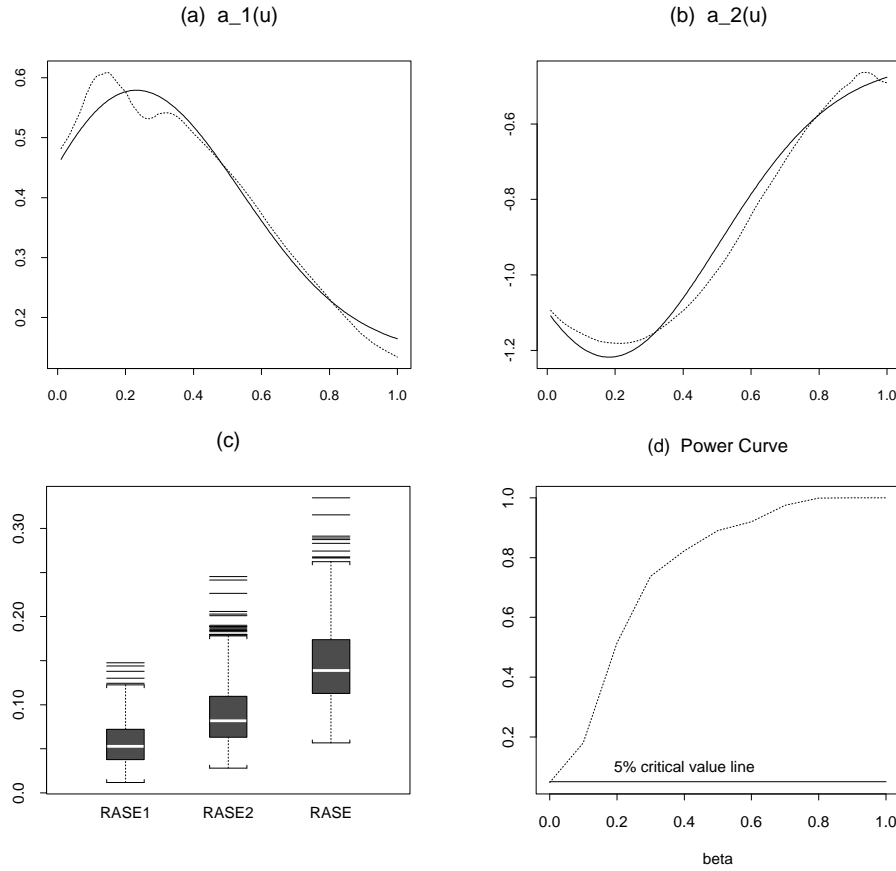 (a) a_1(u)
0.6
0.5
0.4
0.3
0.2
0.0 0.2 0.4 0.6 0.8 1.0
(b) a_2(u)
-0.6
-0.8
-1.0
-1.2
0.0 0.2 0.4 0.6 0.8 1.0
(c)
0.30
0.20
0.10
0.0
RASE1 RASE2 RASE
(d) Power Curve
1.0
0.8
0.6
0.4
0.2
5% critical value line
0.0 0.2 0.4 0.6 0.8 1.0
beta